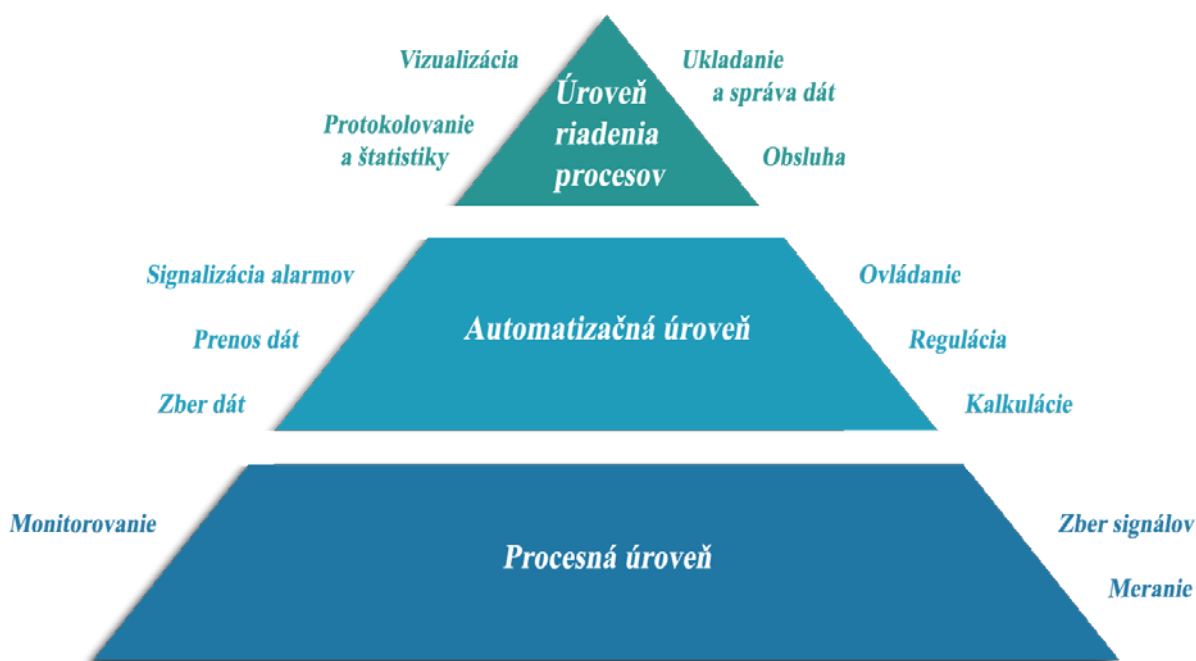 Vizualizácia
Protokolovanie
a štatistiky
Úroveň
riadenia
procesov
Ukladanie
a správa dát
Obsluha
Signalizácia alarmov
Prenos dát
Zber dát
Automatizačná úroveň
Ovládanie
Regulácia
Kalkulácie
Monitorovanie
Procesná úroveň
Zber signálov
Meranie